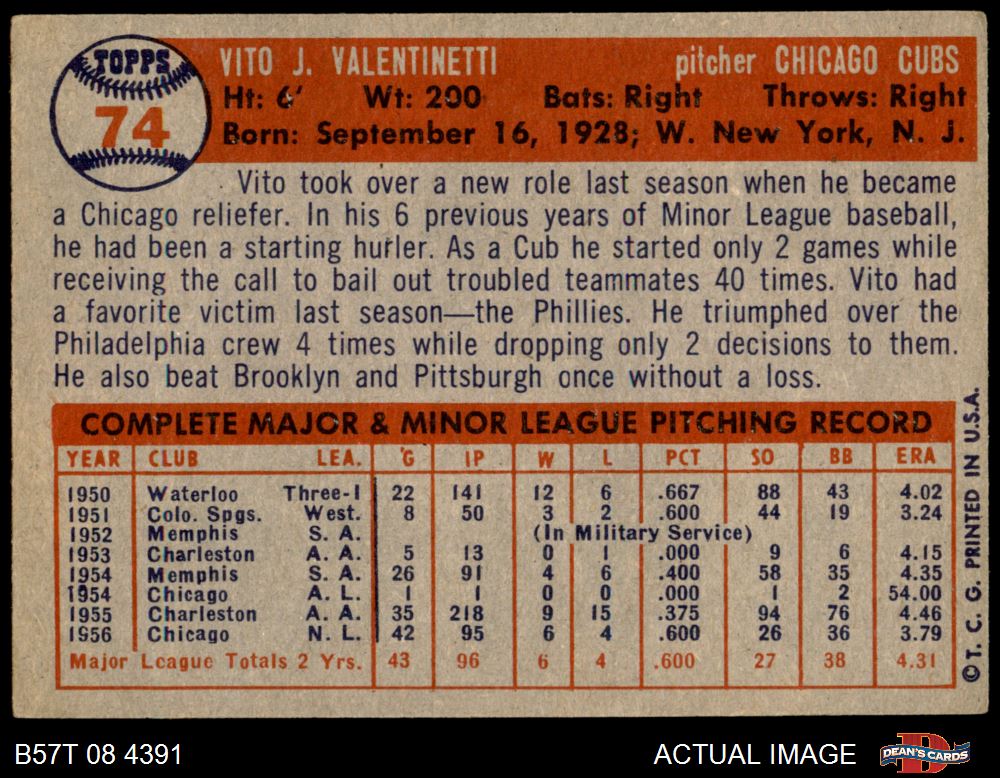 TOPPS
74
VITO J. VALENTINETTI pitcher CHICAGO CUBS
Ht: 6' Wt: 200 Bats: Right Throws: Right
Born: September 16, 1928; W. New York, N. J.
Vito took over a new role last season when he became
a Chicago reliefer. In his 6 previous years of Minor League baseball,
he had been a starting hurler. As a Cub he started only 2 games while
receiving the call to bail out troubled teammates 40 times. Vito had
a favorite victim last season—the Phillies. He triumphed over the
Philadelphia crew 4 times while dropping only 2 decisions to them.
He also beat Brooklyn and Pittsburgh once without a loss.
COMPLETE MAJOR & MINOR LEAGUE PITCHING RECORD
YEAR CLUB LEA. G IP W L PCT SO BB ERA
1950 Waterloo Three-I 22 141 12 6 .667 88 43 4.02
1951 Colo. Spgs. West. 8 50 3 2 .600 44 19 3.24
1952 Memphis S. A. (In Military Service)
1953 Charleston A. A. 5 13 0 1 .000 9 6 4.15
1954 Memphis S. A. 26 91 4 6 .400 58 35 4.35
1954 Chicago A. L. 1 1 0 0 .000 1 2 54.00
1955 Charleston A. A. 35 218 9 15 .375 94 76 4.46
1956 Chicago N. L. 42 95 6 4 .600 26 36 3.79
Major League Totals 2 Yrs. 43 96 6 4 .600 27 38 4.31
© T. C. G. PRINTED IN U.S.A.
B57T 08 4391 ACTUAL IMAGE DEAN'S CARDS